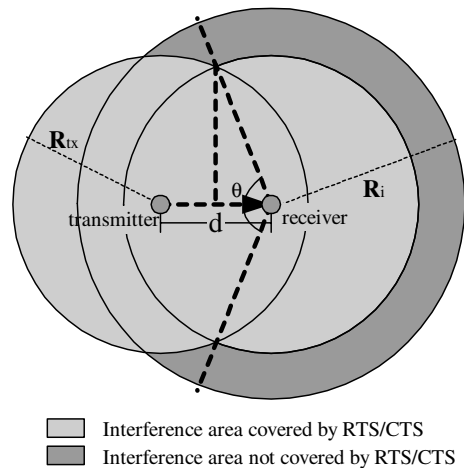 Rtx
θ
Ri
transmitter
receiver
d
Interference area covered by RTS/CTS
Interference area not covered by RTS/CTS